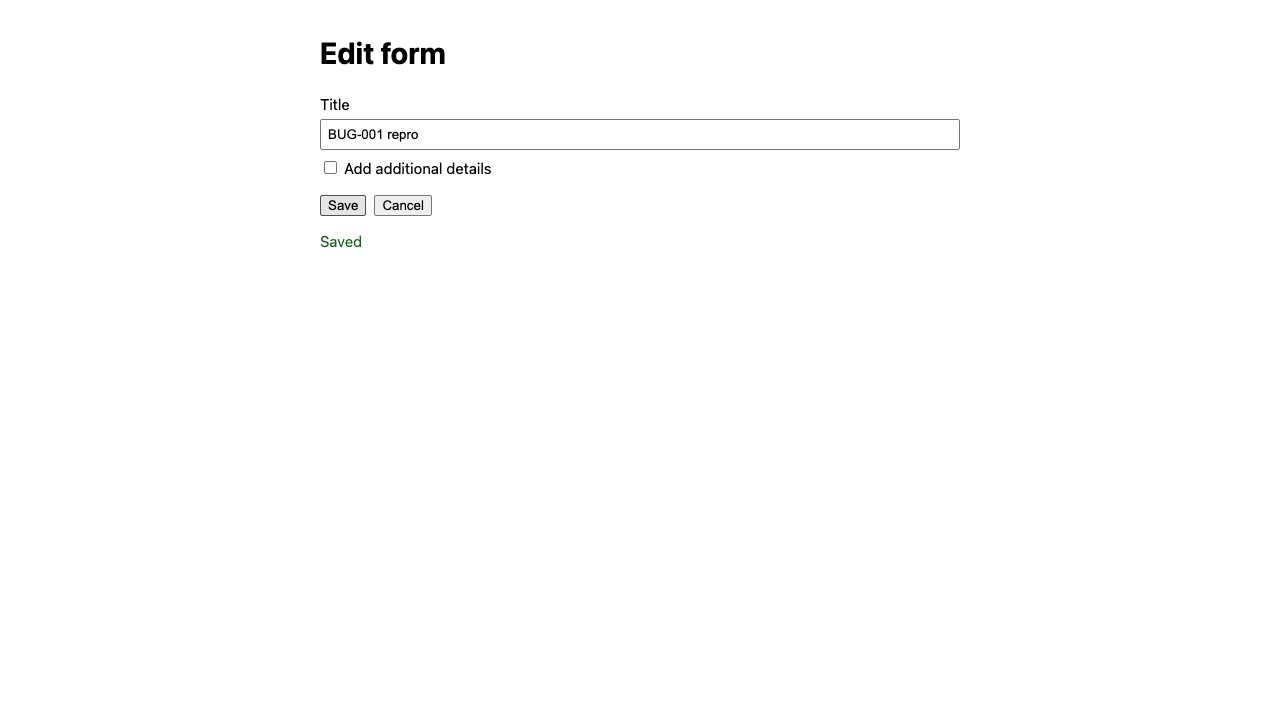 Edit form
Title
BUG-001 repro
Add additional details
Save Cancel
Saved